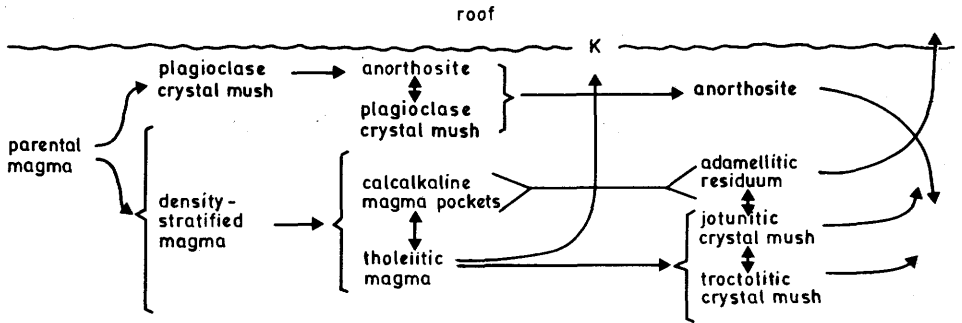 roof
K
plagioclase
crystal mush
anorthosite
plagioclase
crystal mush
anorthosite
parental
magma
density-
stratified
magma
calcalkaline
magma pockets
tholeiitic
magma
adamellitic
residuum
jotunitic
crystal mush
troctolitic
crystal mush